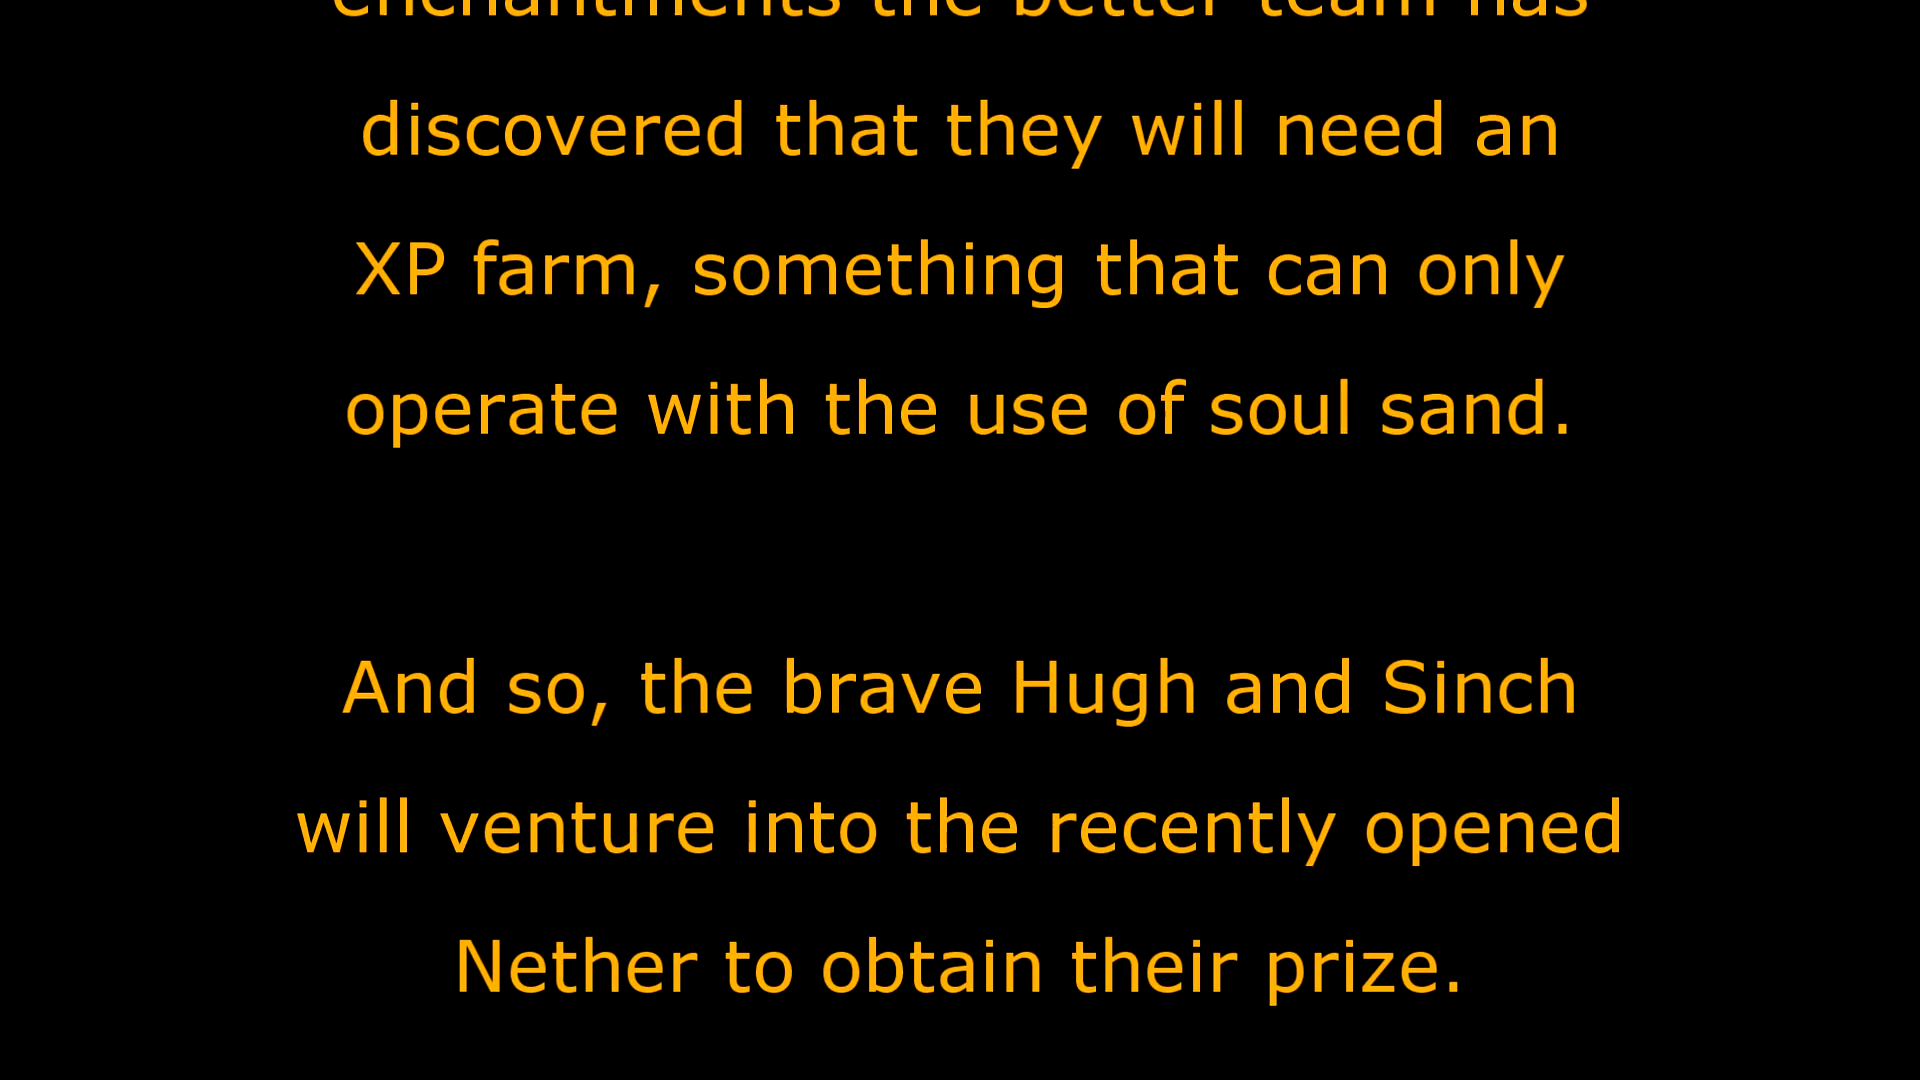 enchantments the better team has
discovered that they will need an
XP farm, something that can only
operate with the use of soul sand.
And so, the brave Hugh and Sinch
will venture into the recently opened
Nether to obtain their prize.